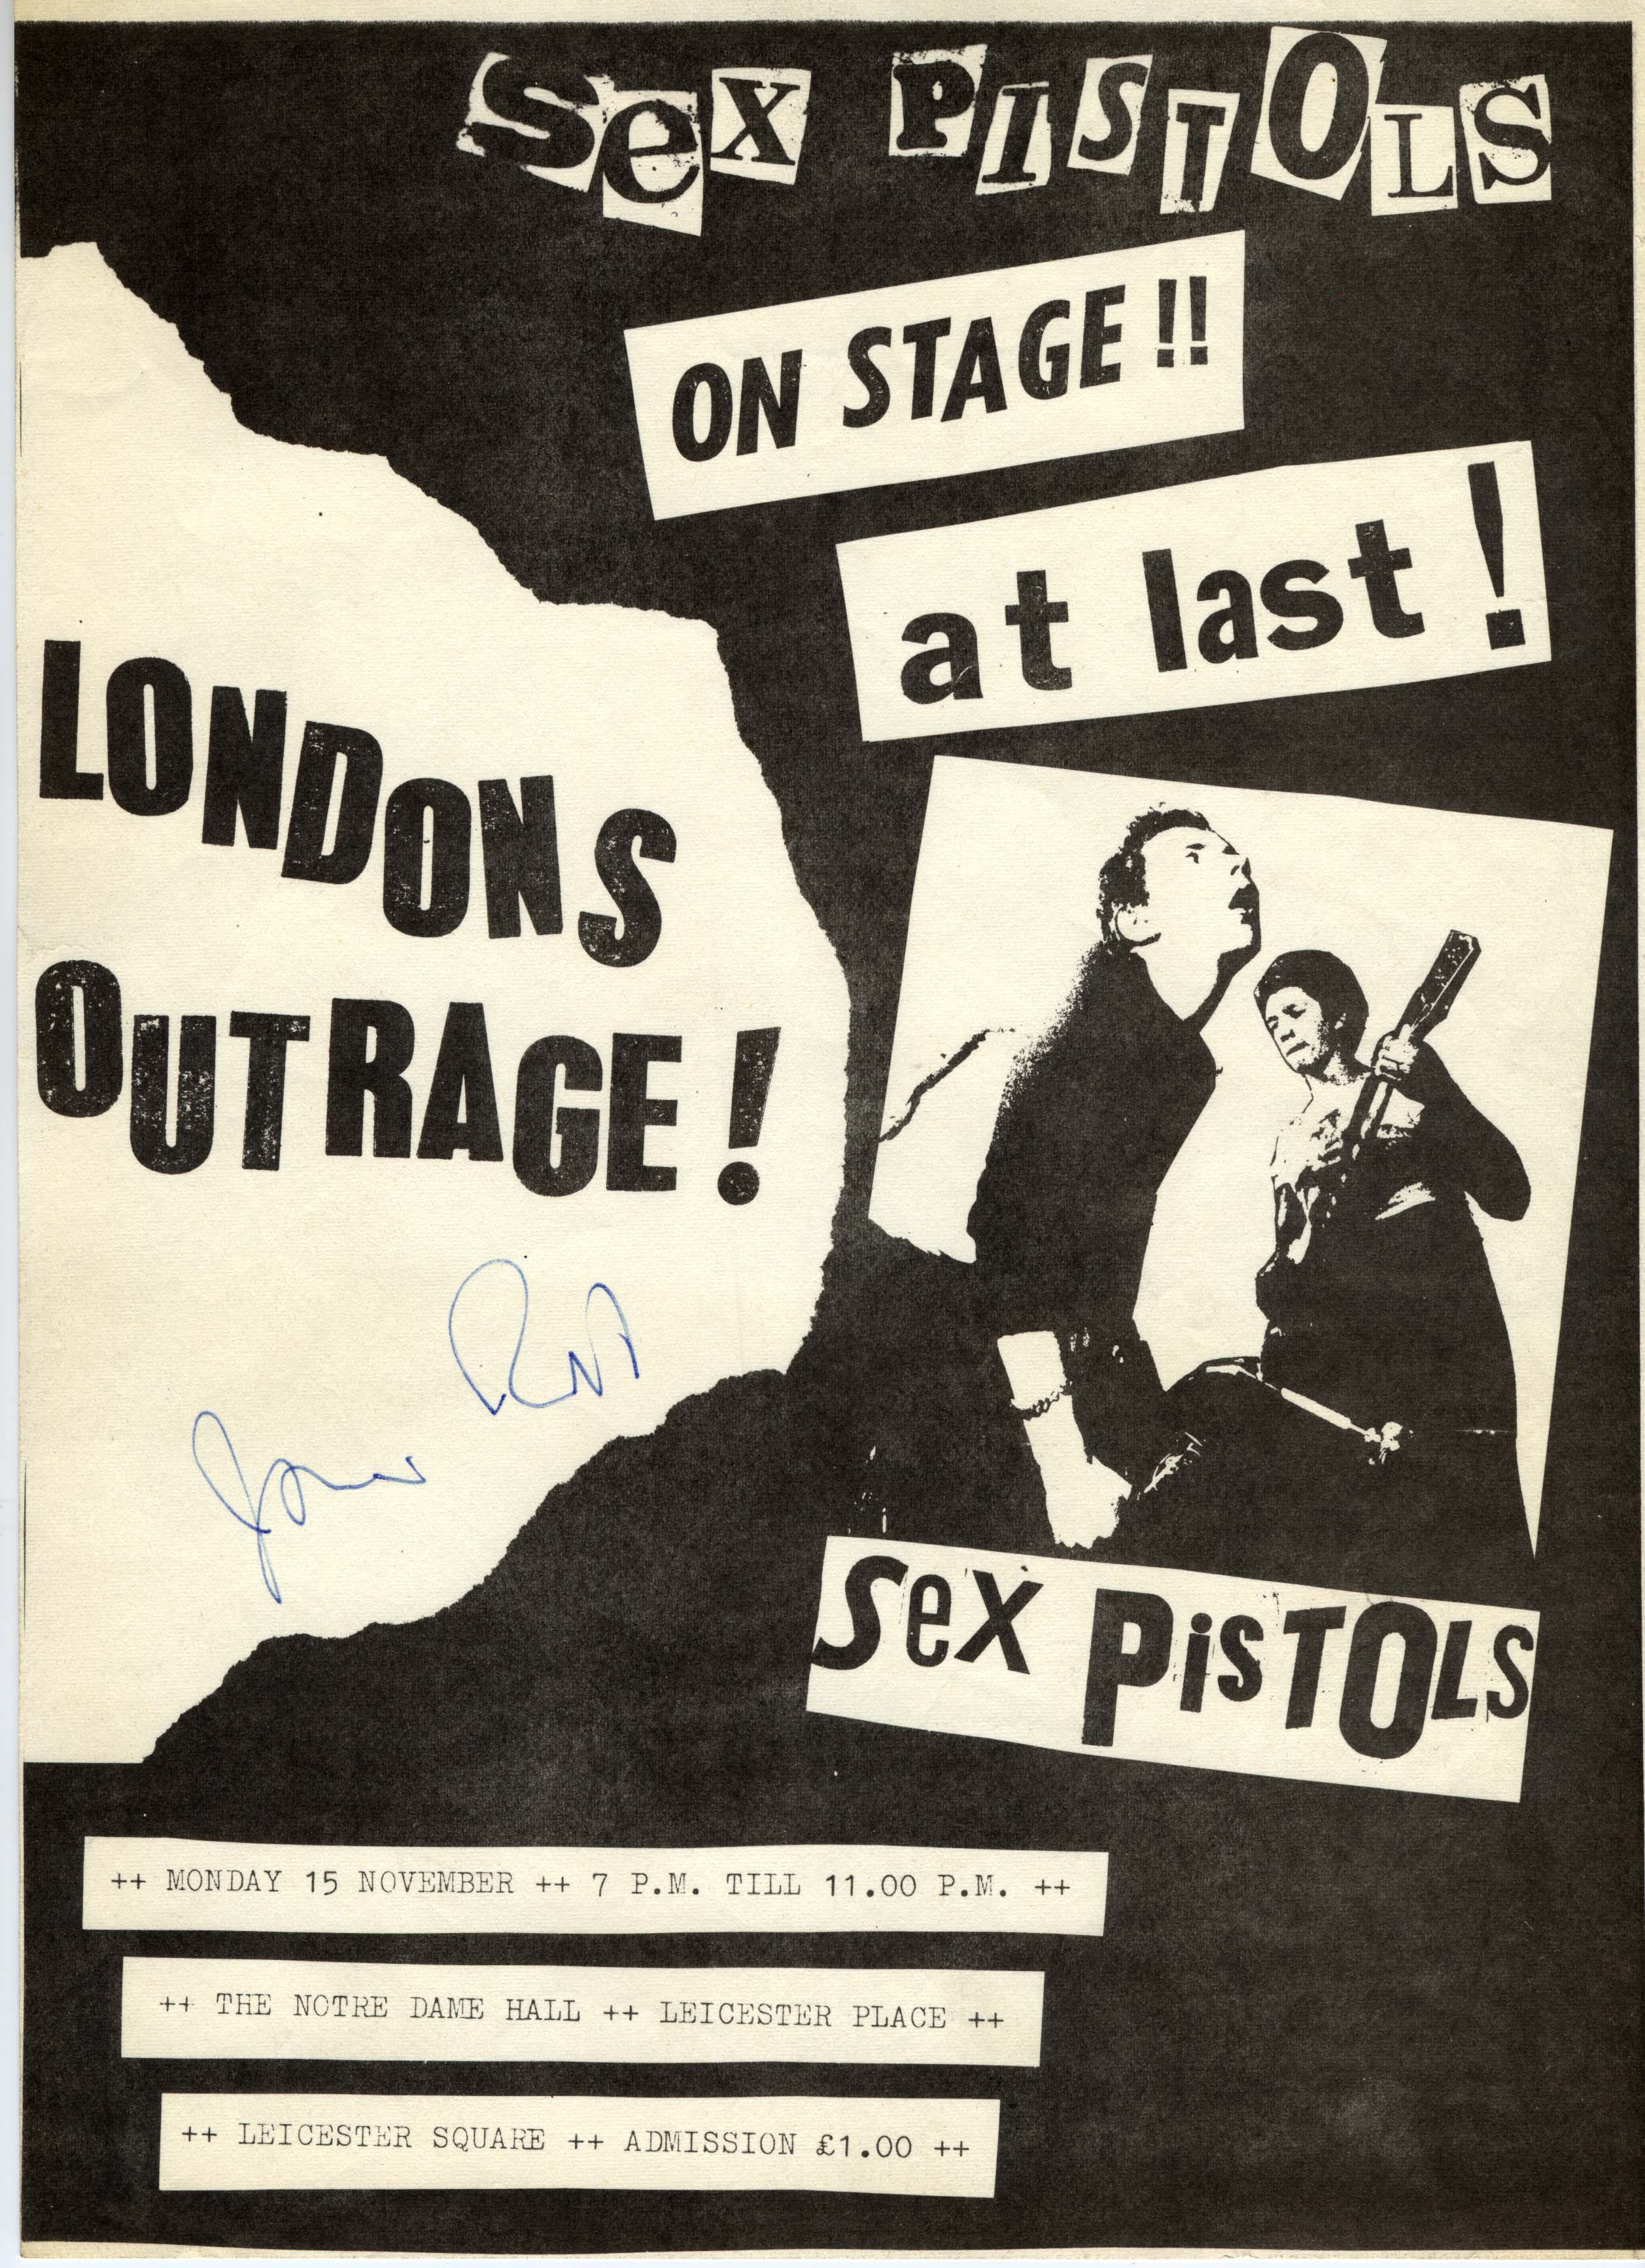 SEX PISTOLS
ON STAGE!!
at last!
LONDONS
OUTRAGE!
SEX PiSTOLS
++ MONDAY 15 NOVEMBER ++ 7 P.M. TILL 11.00 P.M. ++
++ THE NOTRE DAME HALL ++ LEICESTER PLACE ++
++ LEICESTER SQUARE ++ ADMISSION £1.00 ++